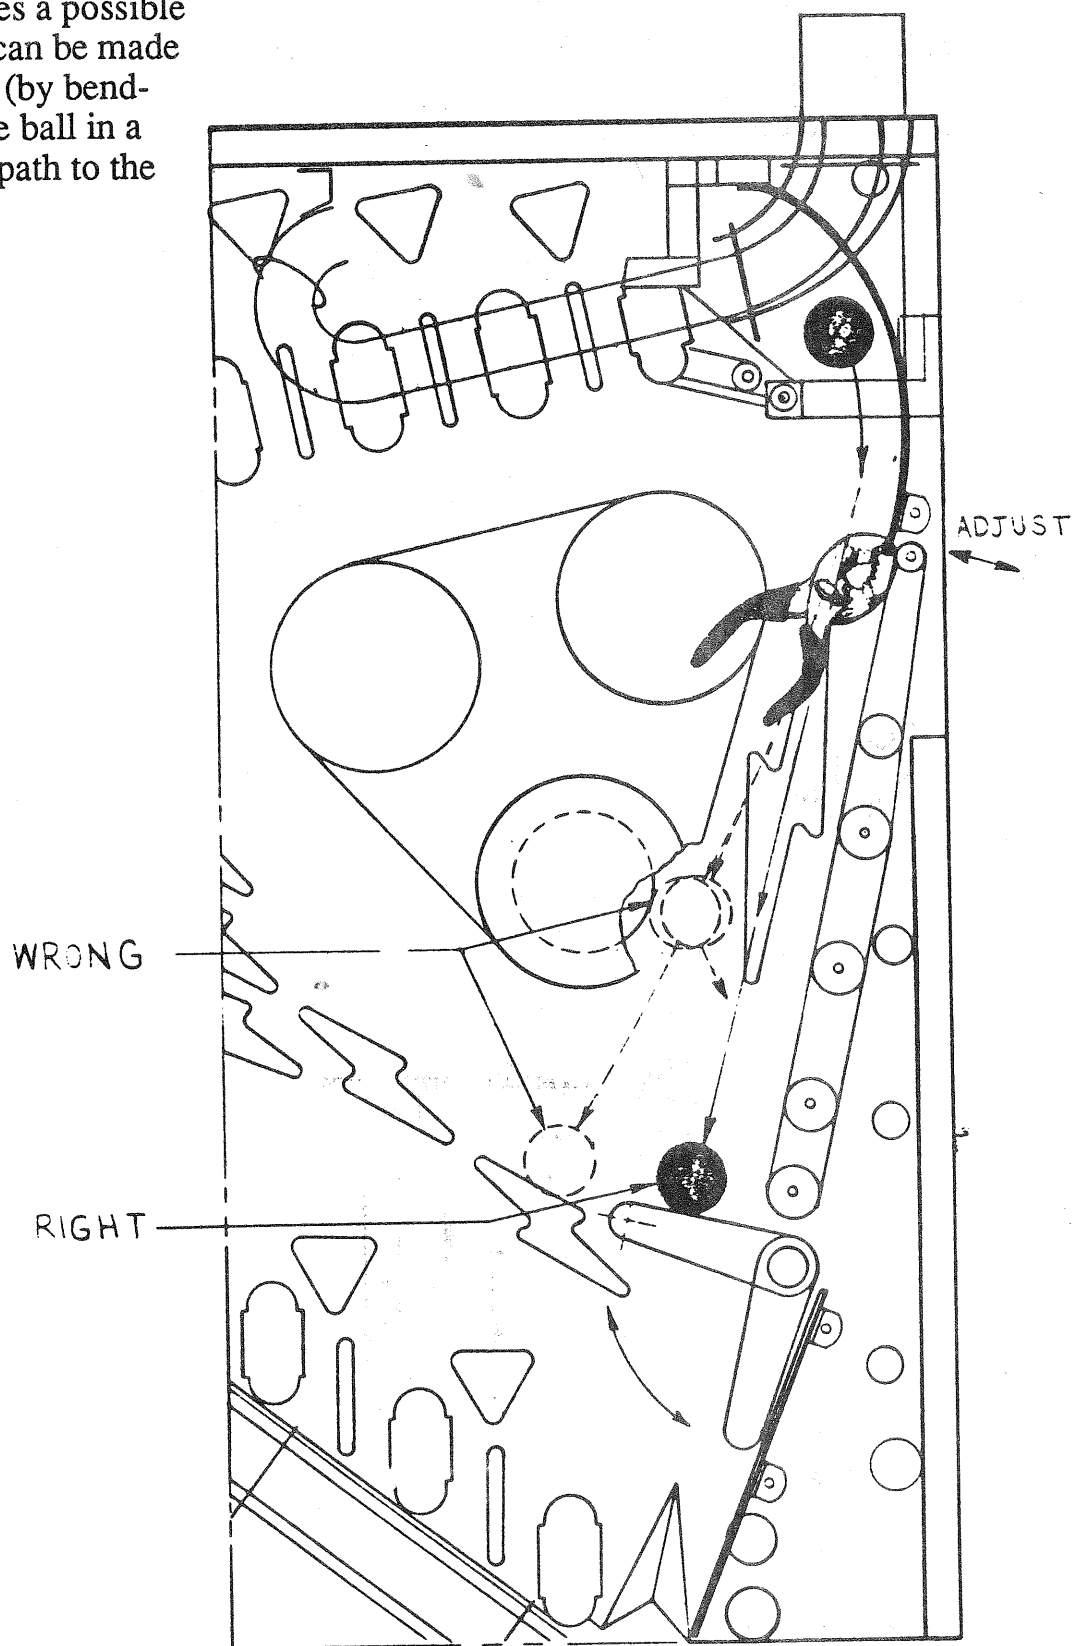 es a possible
can be made
(by bend-
e ball in a
path to the
ADJUST
WRONG
RIGHT